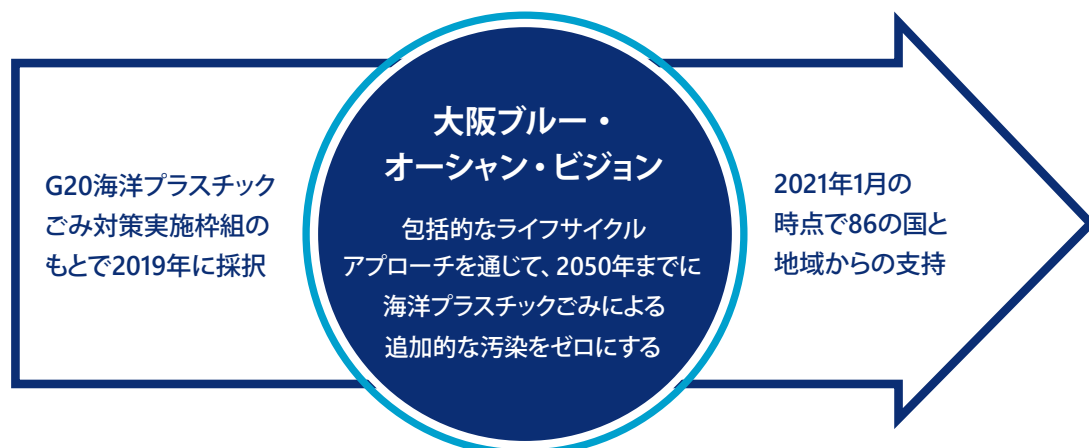 G20海洋プラスチック
ごみ対策実施枠組の
もとで2019年に採択
大阪ブルー・
オーシャン・ビジョン
包括的なライフサイクル
アプローチを通じて、2050年までに
海洋プラスチックごみによる
追加的な汚染をゼロにする
2021年1月の
時点で86の国と
地域からの支持